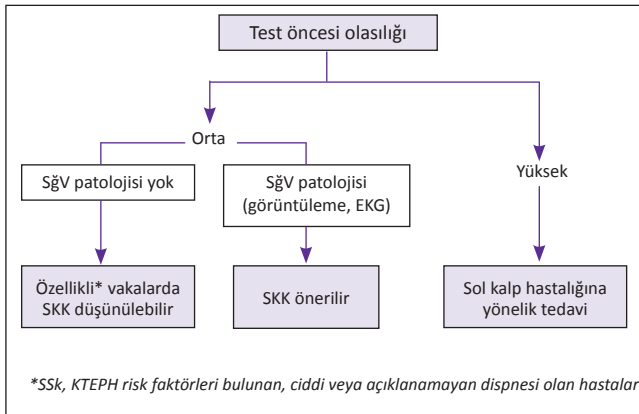 Test öncesi olasılığı
Orta
Yüksek
SğV patolojisi yok
SğV patolojisi
(görüntüleme, EKG)
Özellikli* vakalarda
SKK düşünülebilir
SKK önerilir
Sol kalp hastalığına
yönelik tedavi
*SSk, KTEPH risk faktörleri bulunan, ciddi veya açıklanamayan dispnesi olan hastalar